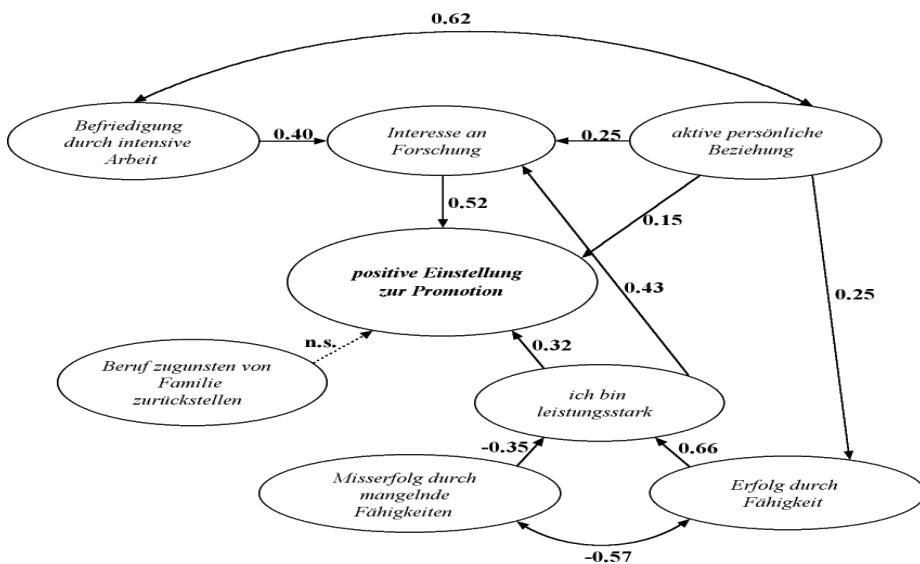 0.62
Befriedigung
durch intensive
Arbeit
0.40
Interesse an
Forschung
0.25
aktive persönliche
Beziehung
0.52
0.15
positive Einstellung
zur Promotion
0.43
0.25
n.s.
Beruf zugunsten von
Familie
zurückstellen
0.32
ich bin
leistungsstark
-0.35
0.66
Misserfolg durch
mangelnde
Fähigkeiten
Erfolg durch
Fähigkeit
-0.57